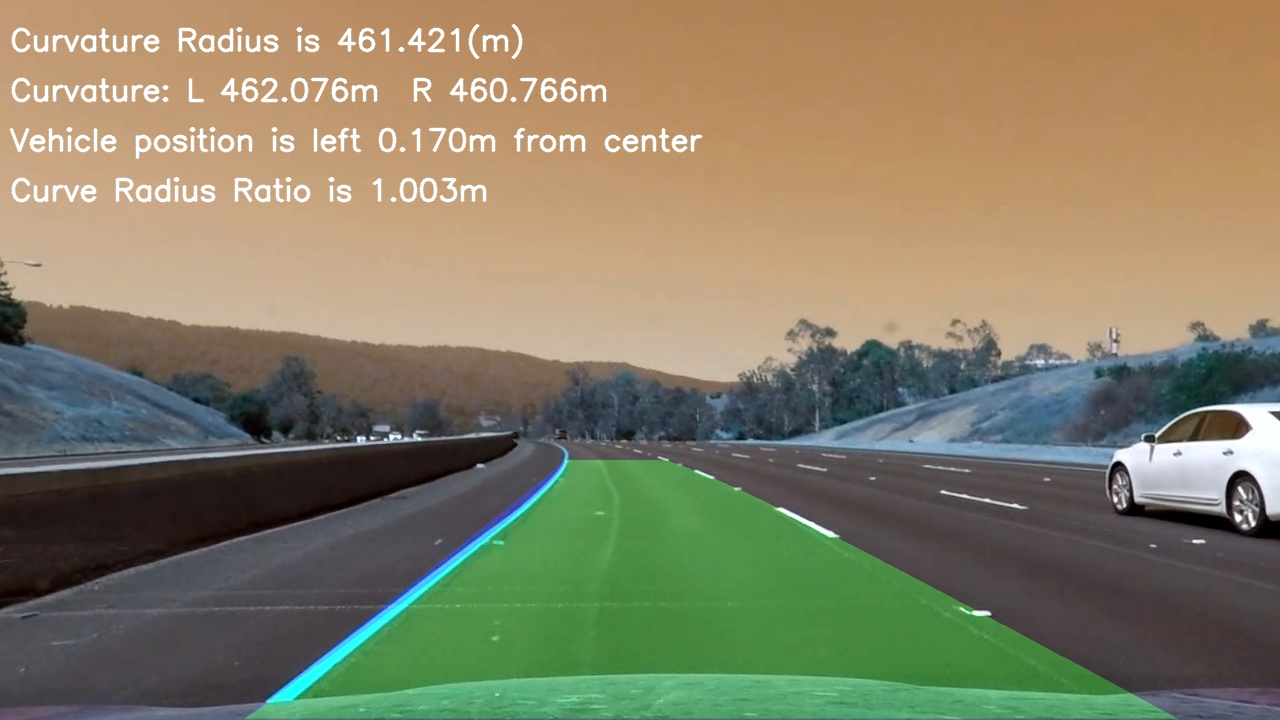 Curvature Radius is 461.421(m)
Curvature: L 462.076m R 460.766m
Vehicle position is left 0.170m from center
Curve Radius Ratio is 1.003m